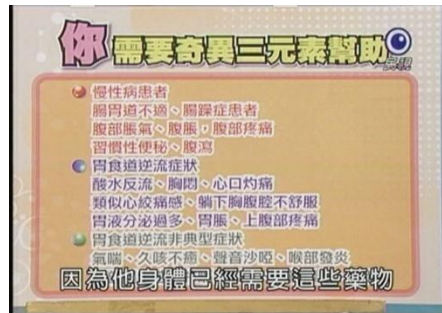 你需要奇異三元素幫助
民視
慢性病患者
腸胃道不適、腸躁症患者
腹部脹氣、腹脹，腹部疼痛
習慣性便秘、腹瀉
胃食道逆流症狀
酸水反流、胸悶、心口灼痛
類似心絞痛感、躺下胸腹腔不舒服
胃液分泌過多、胃脹、上腹部疼痛
胃食道逆流非典型症狀
氣喘、久咳不癒、聲音沙啞、喉部發炎
因為他身體已經需要這些藥物